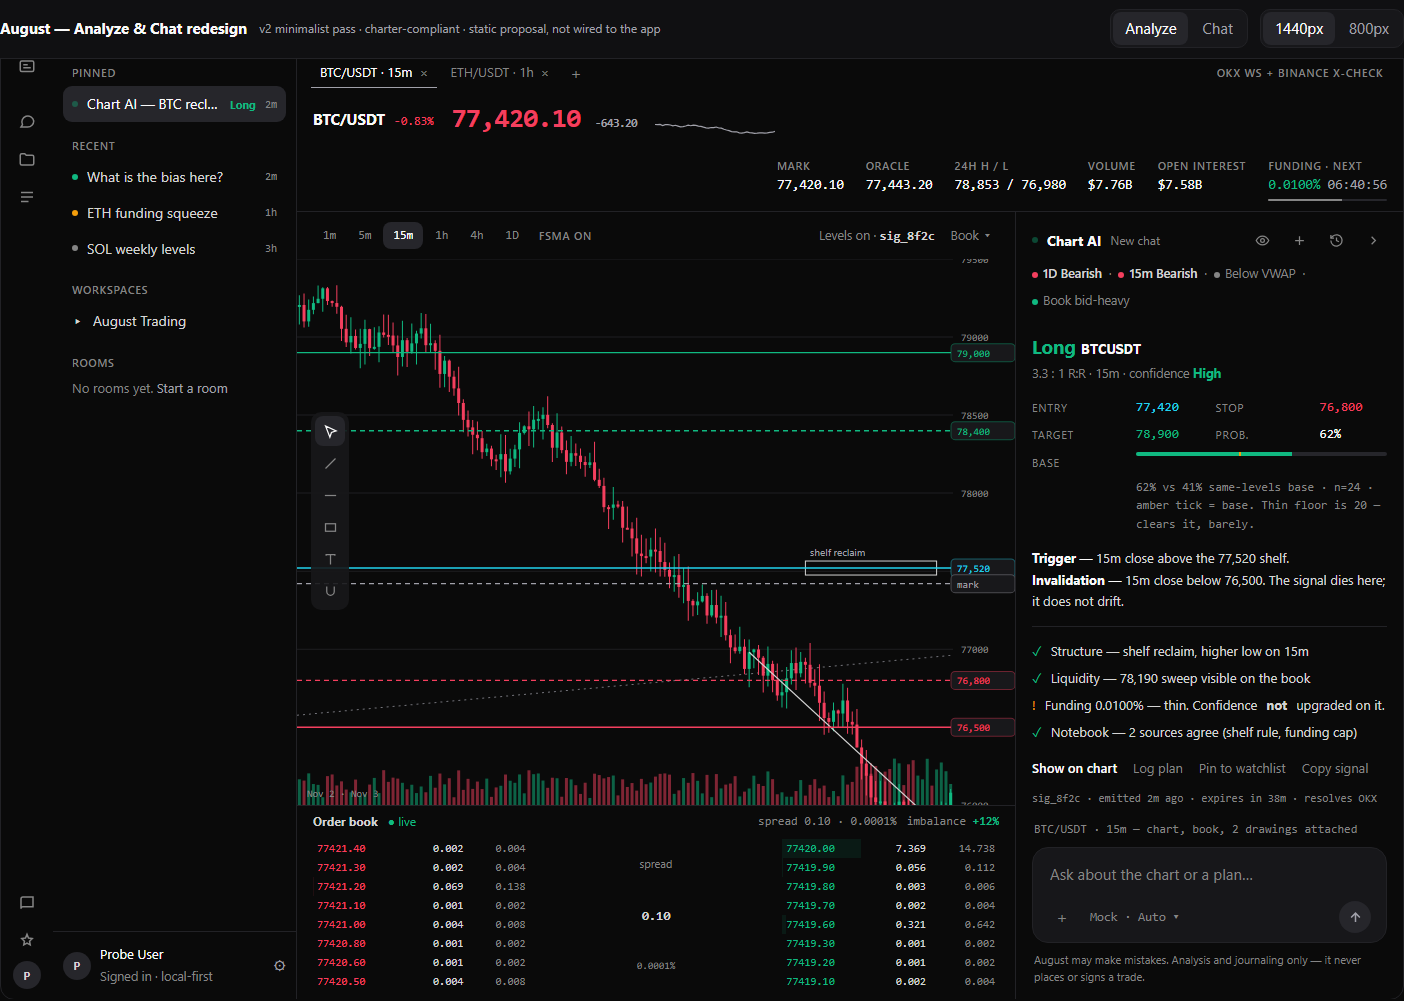 August — Analyze & Chat redesign v2 minimalist pass · charter-compliant · static proposal, not wired to the app
Analyze Chat 1440px 800px
PINNED
Chart AI — BTC recl... Long 2m
RECENT
What is the bias here? 2m
ETH funding squeeze 1h
SOL weekly levels 3h
WORKSPACES
▸ August Trading
ROOMS
No rooms yet. Start a room
P
P Probe User
Signed in · local-first
BTC/USDT · 15m × ETH/USDT · 1h × +
OKX WS + BINANCE X-CHECK
BTC/USDT -0.83% 77,420.10 -643.20
MARK ORACLE 24H H / L VOLUME OPEN INTEREST FUNDING · NEXT
77,420.10 77,443.20 78,853 / 76,980 $7.76B $7.58B 0.0100% 06:40:56
1m 5m 15m 1h 4h 1D FSMA ON
Levels on · sig_8f2c Book ▾
79500
79000
79,000
78500
78,400
78000
shelf reclaim
77,520
mark
77000
76,800
76,500
Nov 2 · Nov 3
76000
T
Order book • live
spread 0.10 · 0.0001% imbalance +12%
77421.40 0.002 0.004
77421.30 0.002 0.004
77421.20 0.069 0.138
77421.10 0.001 0.002
77421.00 0.004 0.008
77420.80 0.001 0.002
77420.60 0.001 0.002
77420.50 0.004 0.008
spread
0.10
0.0001%
77420.00 7.369 14.738
77419.90 0.056 0.112
77419.80 0.003 0.006
77419.70 0.002 0.004
77419.60 0.321 0.642
77419.30 0.001 0.002
77419.20 0.001 0.002
77419.10 0.002 0.004
Chart AI New chat
1D Bearish · 15m Bearish · Below VWAP ·
Book bid-heavy
Long BTCUSDT
3.3 : 1 R:R · 15m · confidence High
ENTRY 77,420 STOP 76,800
TARGET 78,900 PROB. 62%
BASE
62% vs 41% same-levels base · n=24 ·
amber tick = base. Thin floor is 20 —
clears it, barely.
Trigger — 15m close above the 77,520 shelf.
Invalidation — 15m close below 76,500. The signal dies here;
it does not drift.
✓ Structure — shelf reclaim, higher low on 15m
✓ Liquidity — 78,190 sweep visible on the book
! Funding 0.0100% — thin. Confidence not upgraded on it.
✓ Notebook — 2 sources agree (shelf rule, funding cap)
Show on chart Log plan Pin to watchlist Copy signal
sig_8f2c · emitted 2m ago · expires in 38m · resolves OKX
BTC/USDT · 15m — chart, book, 2 drawings attached
Ask about the chart or a plan...
+ Mock · Auto ▾
August may make mistakes. Analysis and journaling only — it never
places or signs a trade.